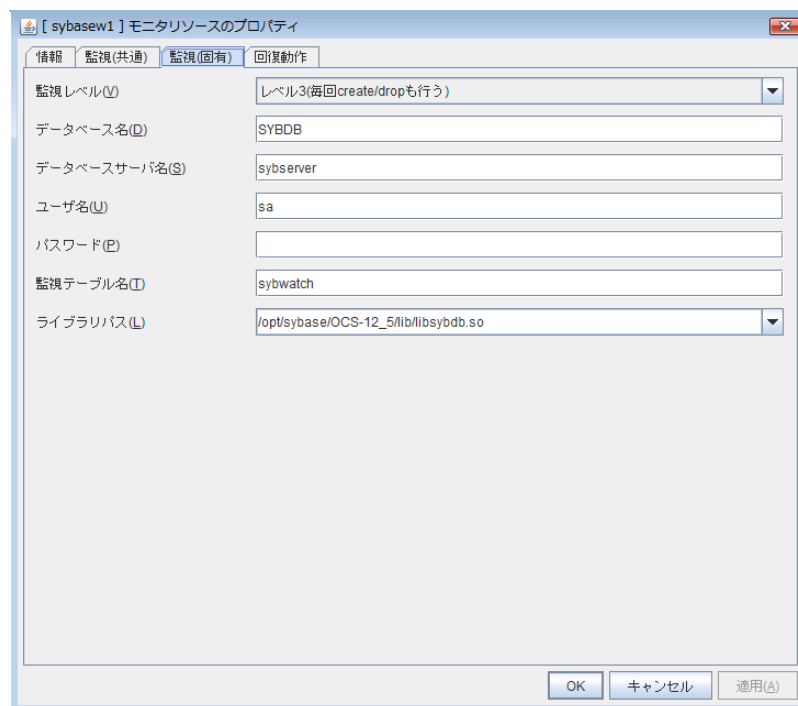 [ sybasew1 ] モニタリソースのプロパティ
情報 監視(共通) 監視(固有) 回復動作
監視レベル(V) レベル3(毎回create/dropも行う)
データベース名(D) SYBDB
データベースサーバ名(S) sybserver
ユーザ名(U) sa
パスワード(P)
監視テーブル名(T) sybwatch
ライブラリパス(L) /opt/sybase/OCS-12_5/lib/libsybdb.so
OK キャンセル 適用(A)